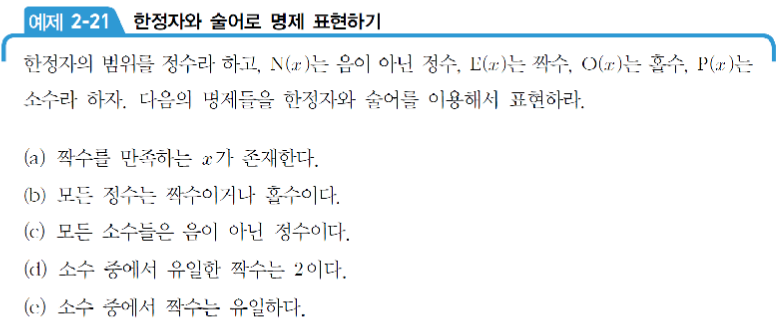 예제 2-21 한정자와 술어로 명제 표현하기
한정자의 범위를 정수라 하고, N(x)는 음이 아닌 정수, E(x)는 짝수, O(x)는 홀수, P(x)는
소수라 하자. 다음의 명제들을 한정자와 술어를 이용해서 표현하라.
(a) 짝수를 만족하는 x가 존재한다.
(b) 모든 정수는 짝수이거나 홀수이다.
(c) 모든 소수들은 음이 아닌 정수이다.
(d) 소수 중에서 유일한 짝수는 2이다.
(e) 소수 중에서 짝수는 유일하다.